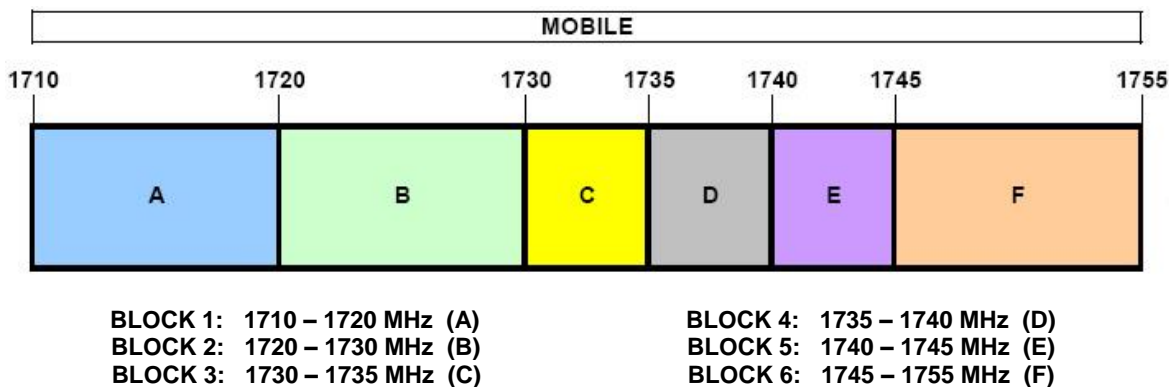 MOBILE
1710 1720 1730 1735 1740 1745 1755
A B C D E F
BLOCK 1: 1710 – 1720 MHz (A)
BLOCK 2: 1720 – 1730 MHz (B)
BLOCK 3: 1730 – 1735 MHz (C)
BLOCK 4: 1735 – 1740 MHz (D)
BLOCK 5: 1740 – 1745 MHz (E)
BLOCK 6: 1745 – 1755 MHz (F)